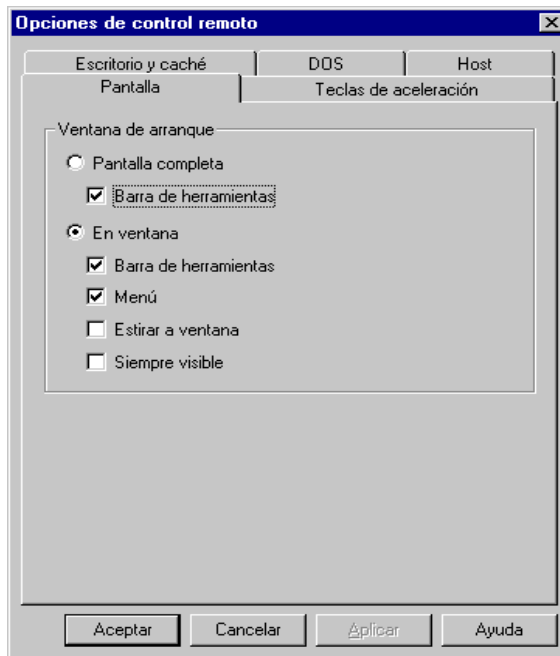 Opciones de control remoto
Escritorio y caché DOS Host
Pantalla Teclas de aceleración
Ventana de arranque
Pantalla completa
Barra de herramientas
En ventana
Barra de herramientas
Menú
Estirar a ventana
Siempre visible
Aceptar Cancelar Aplicar Ayuda